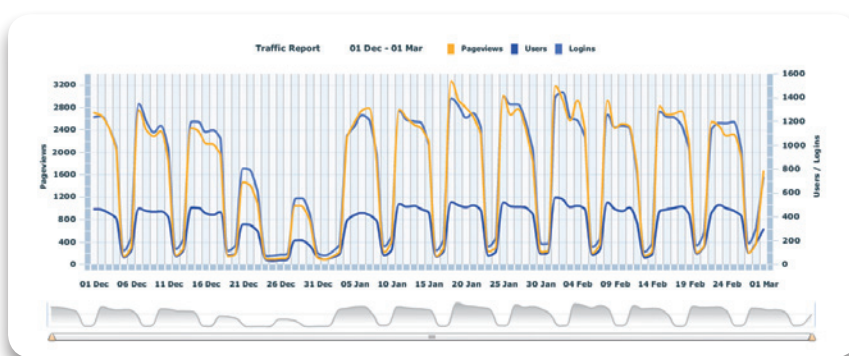 Traffic Report 01 Dec - 01 Mar Pageviews Users Logins
3200 1600
2800 1400
2400 1200
2000 1000
1600 800
1200 600
800 400
400 200
0 0
Pageviews
Users / Logins
01 Dec 06 Dec 11 Dec 16 Dec 21 Dec 26 Dec 31 Dec 05 Jan 10 Jan 15 Jan 20 Jan 25 Jan 30 Jan 04 Feb 09 Feb 14 Feb 19 Feb 24 Feb 01 Mar